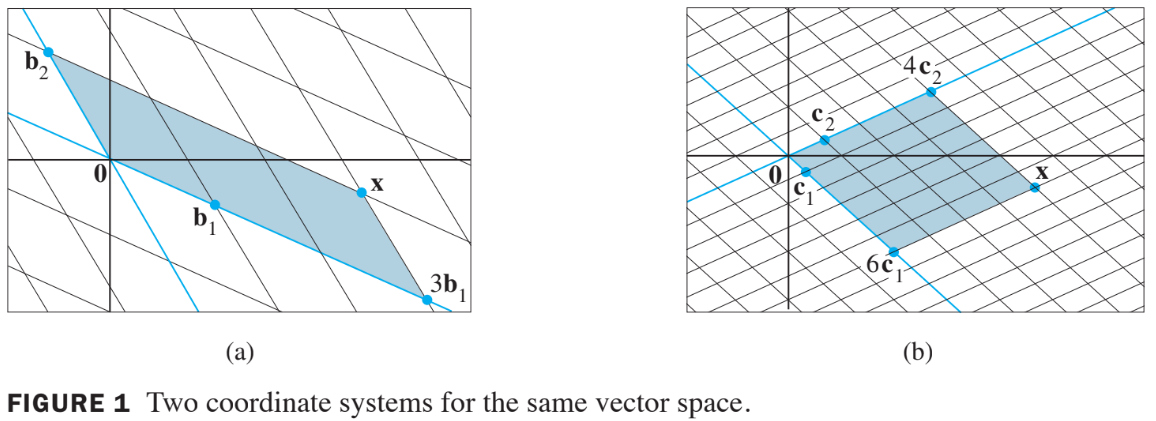 b2
0
b1
x
3b1
(a)
4c2
c2
0
c1
x
6c1
(b)
FIGURE 1 Two coordinate systems for the same vector space.